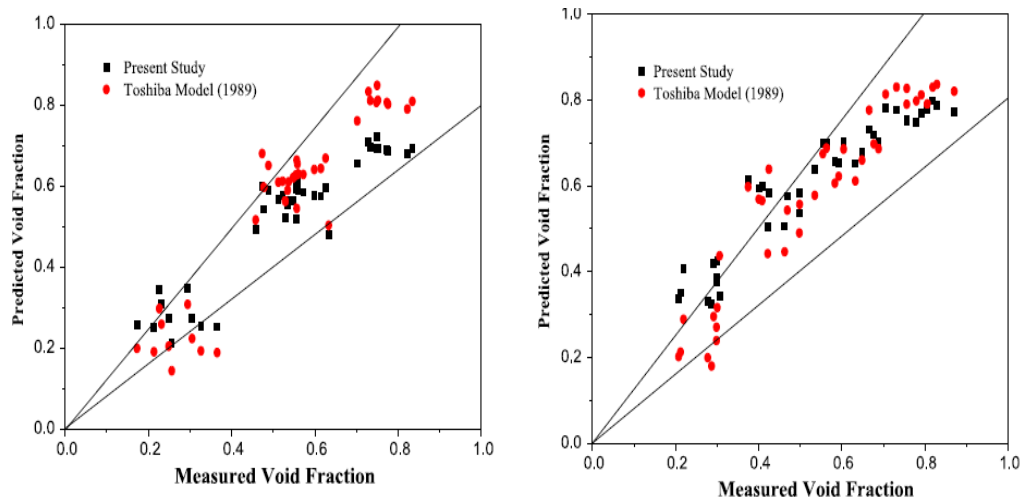 1.0
0.8
0.6
0.4
0.2
0.0
Predicted Void Fraction
Present Study
Toshiba Model (1989)
0.0 0.2 0.4 0.6 0.8 1.0
Measured Void Fraction
1.0
0.8
0.6
0.4
0.2
0.0
Predicted Void Fraction
Present Study
Toshiba Model (1989)
0.0 0.2 0.4 0.6 0.8 1.0
Measured Void Fraction